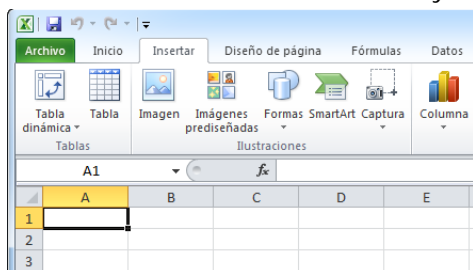 Archivo Inicio Insertar Diseño de página Fórmulas Datos
Tabla dinámica Tabla Imagen Imágenes prediseñadas Formas SmartArt Captura Columna
Tablas Ilustraciones
A1 fx
A B C D E
1
2
3